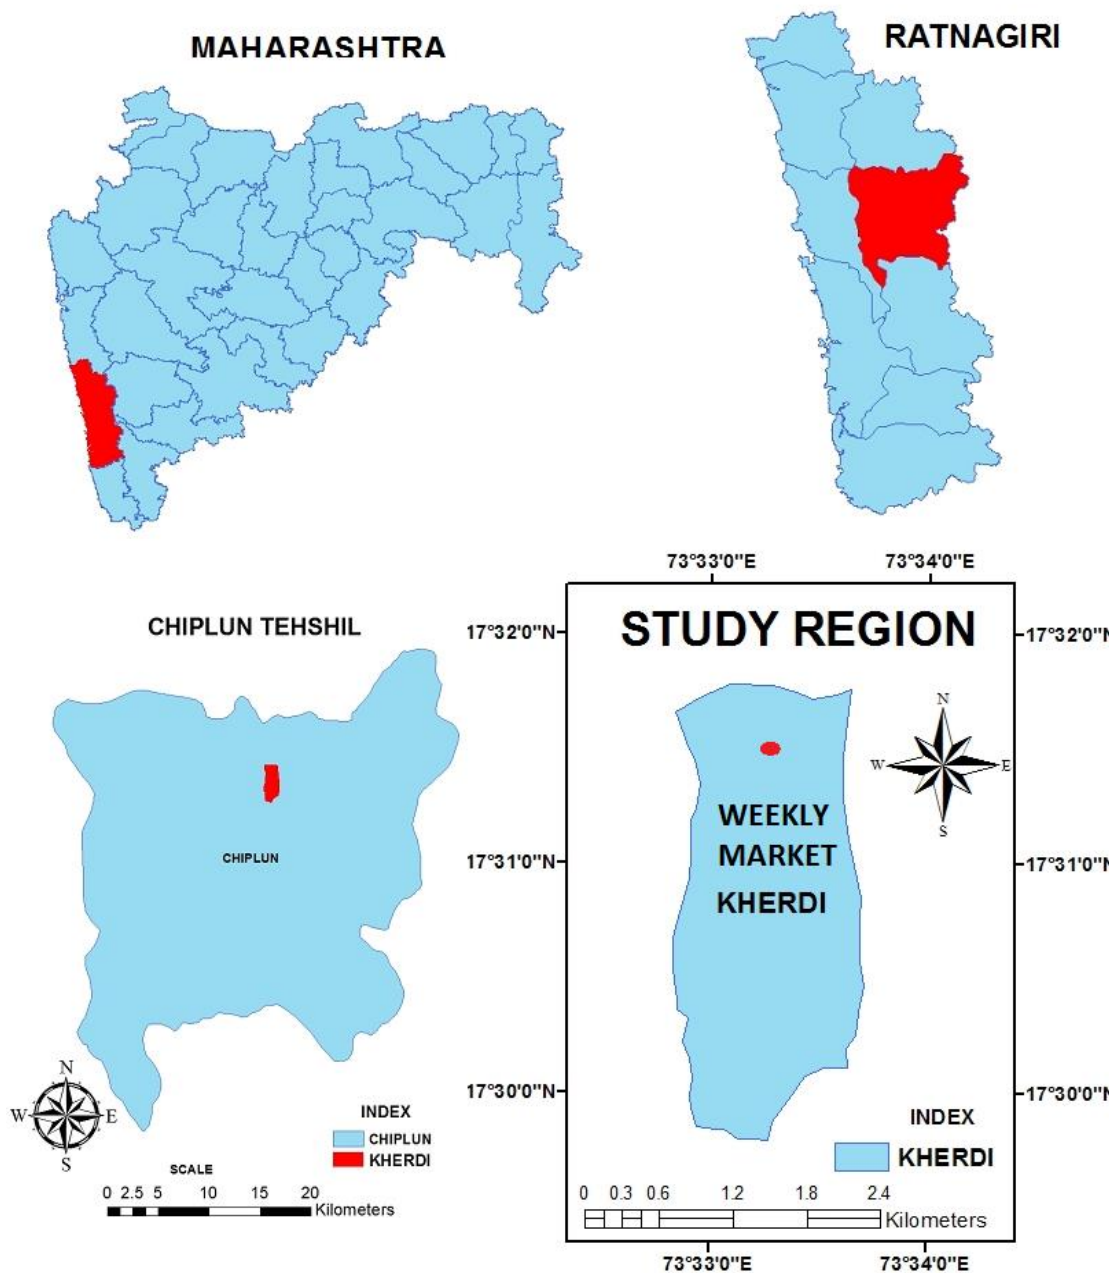 MAHARASHTRA
RATNAGIRI
CHIPLUN TEHSHIL
CHIPLUN
N
W E
S
INDEX
CHIPLUN
KHERDI
SCALE
0 2.5 5 10 15 20
Kilometers
73°33'0"E 73°34'0"E
STUDY REGION
17°32'0"N 17°32'0"N
N
W E
S
WEEKLY
MARKET
KHERDI
17°31'0"N 17°31'0"N
17°30'0"N 17°30'0"N
INDEX
KHERDI
0 0.3 0.6 1.2 1.8 2.4
Kilometers
73°33'0"E 73°34'0"E